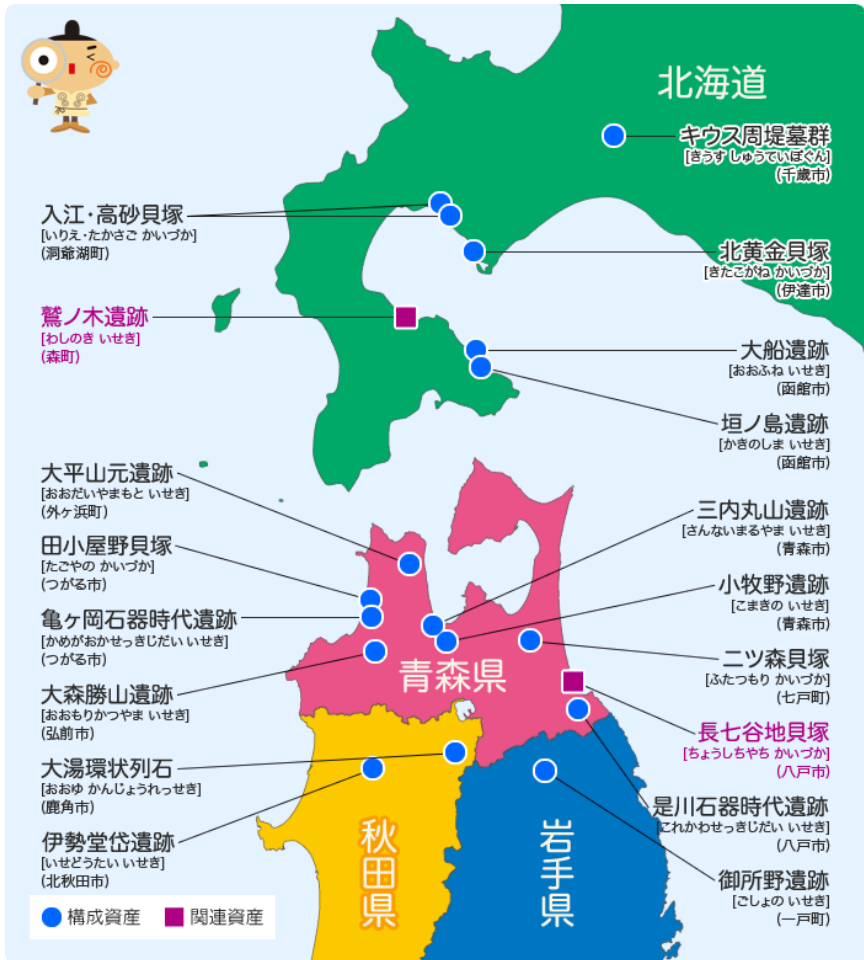 北海道
キウス周堤墓群
[きうす しゅうていぼぐん]
(千歳市)
入江・高砂貝塚
[いりえ・たかさご かいづか]
(洞爺湖町)
北黄金貝塚
[きたこがね かいづか]
(伊達市)
鷲ノ木遺跡
[わしのき いせき]
(森町)
大船遺跡
[おおふね いせき]
(函館市)
垣ノ島遺跡
[かきのしま いせき]
(函館市)
大平山元遺跡
[おおだいやまもと いせき]
(外ヶ浜町)
田小屋野貝塚
[たごやの かいづか]
(つがる市)
亀ヶ岡石器時代遺跡
[かめがおかせっきじだい いせき]
(つがる市)
大森勝山遺跡
[おおもりかつやま いせき]
(弘前市)
大湯環状列石
[おおゆ かんじょうれっせき]
(鹿角市)
伊勢堂岱遺跡
[いせどうたい いせき]
(北秋田市)
三内丸山遺跡
[さんないまるやま いせき]
(青森市)
小牧野遺跡
[こまきの いせき]
(青森市)
二ツ森貝塚
[ふたつもり かいづか]
(七戸町)
長七谷地貝塚
[ちょうしちやち かいづか]
(八戸市)
是川石器時代遺跡
[これかわせっきじだい いせき]
(八戸市)
御所野遺跡
[ごしょの いせき]
(一戸町)
青森県
秋田県
岩手県
構成資産
関連資産